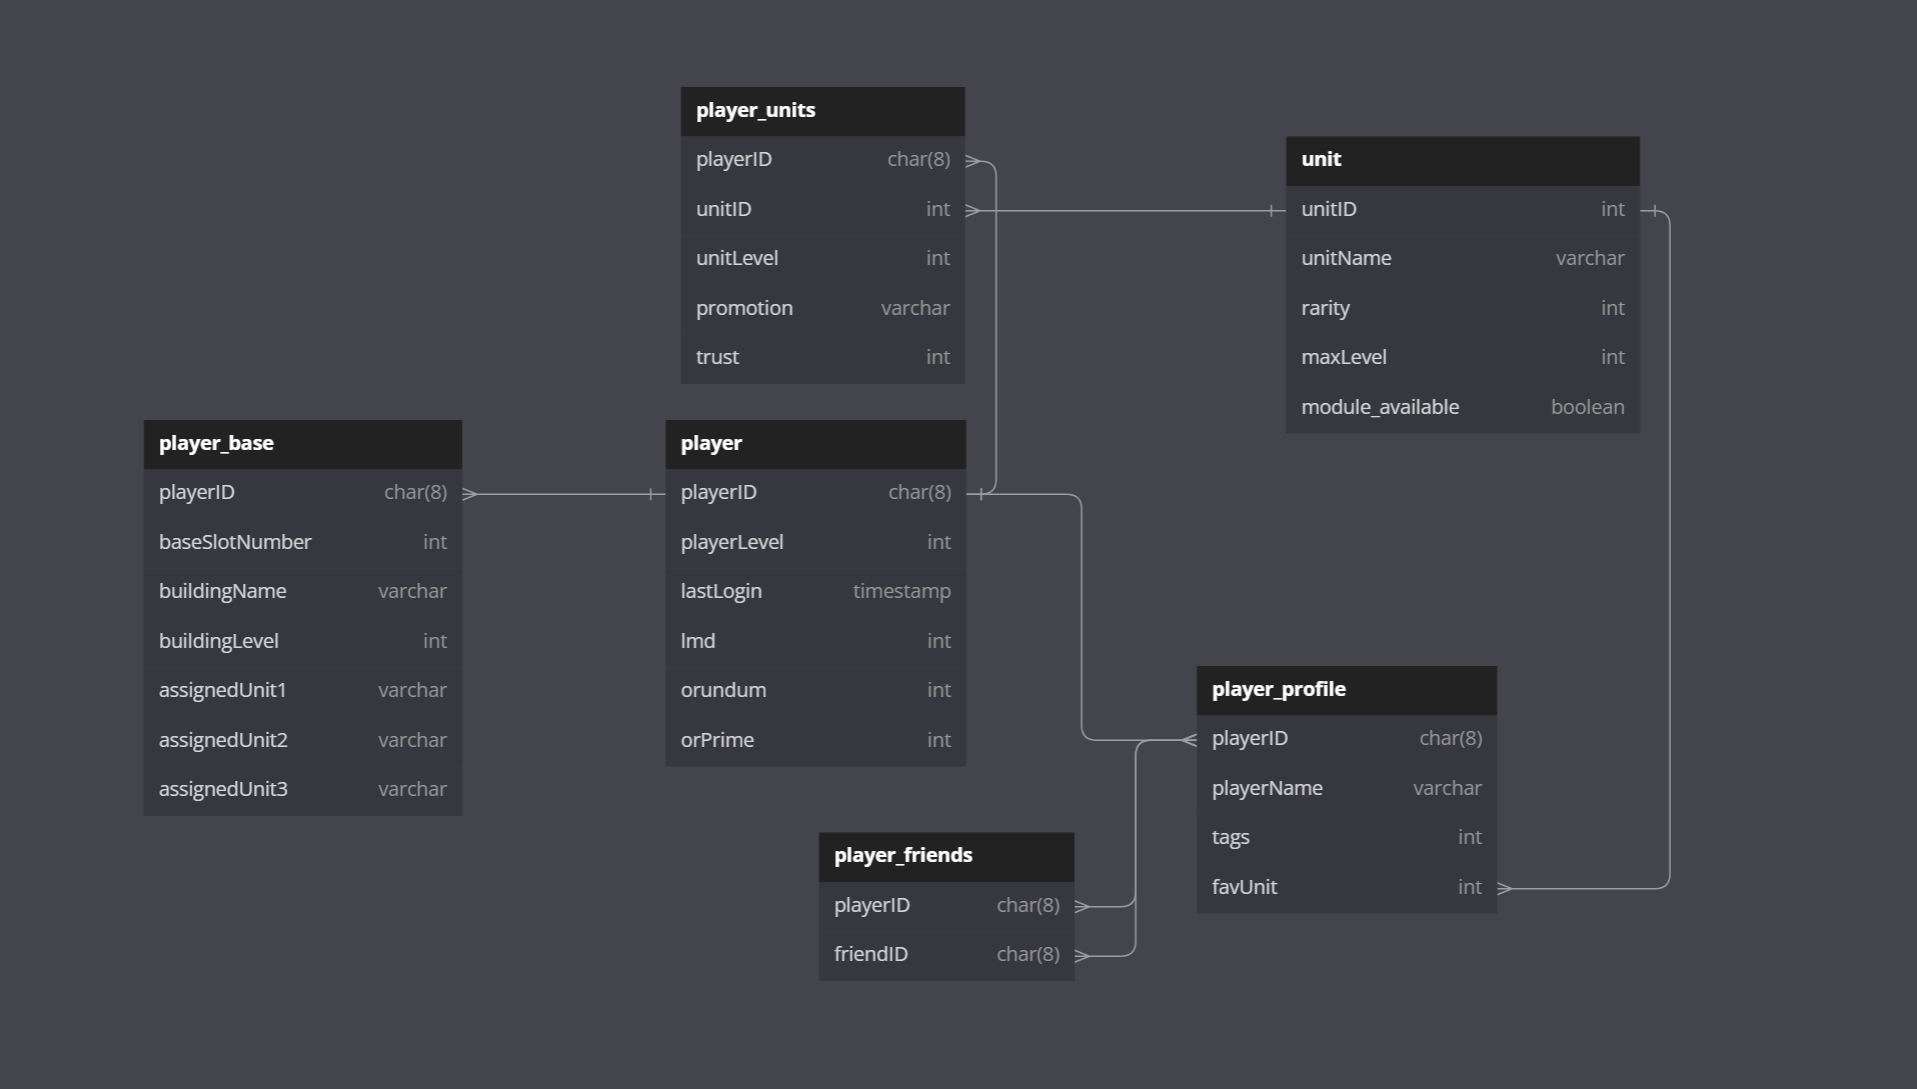 player_units
playerID char(8)
unitID int
unitLevel int
promotion varchar
trust int
unit
unitID int
unitName varchar
rarity int
maxLevel int
module_available boolean
player_base
playerID char(8)
baseSlotNumber int
buildingName varchar
buildingLevel int
assignedUnit1 varchar
assignedUnit2 varchar
assignedUnit3 varchar
player
playerID char(8)
playerLevel int
lastLogin timestamp
lmd int
orundum int
orPrime int
player_profile
playerID char(8)
playerName varchar
tags int
favUnit int
player_friends
playerID char(8)
friendID char(8)